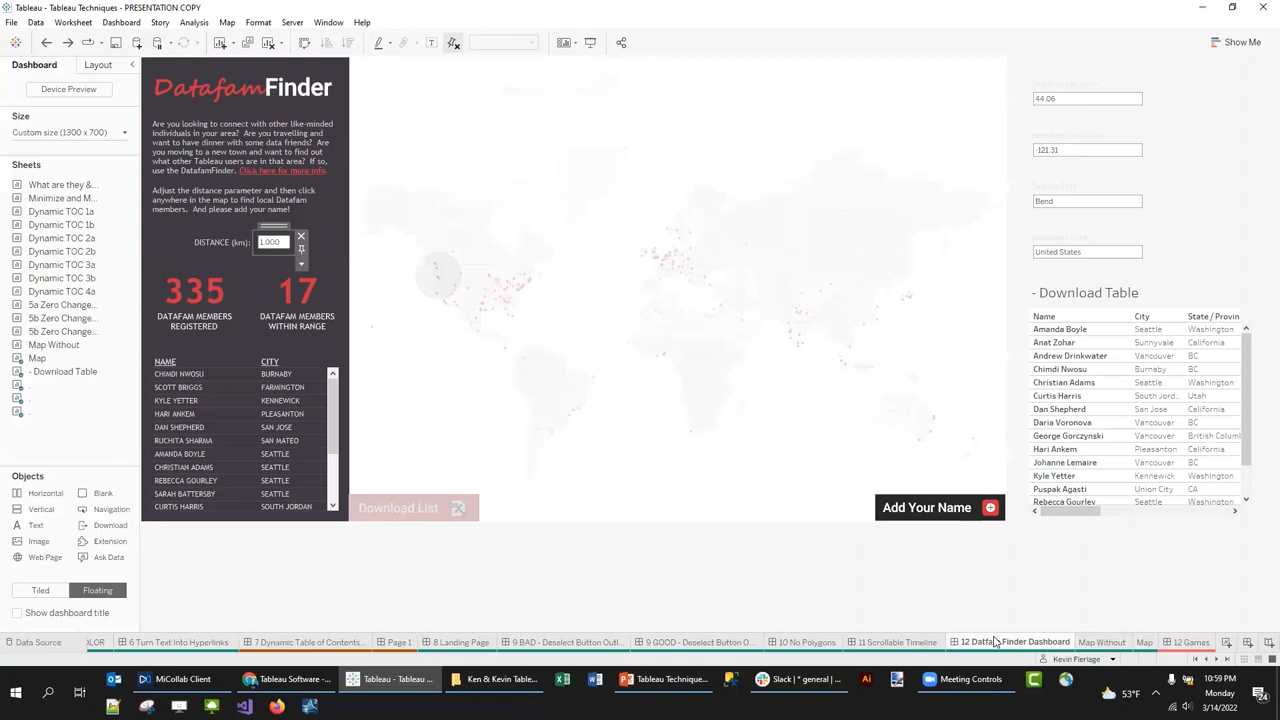 Tableau - Tableau Techniques - PRESENTATION COPY
File Data Worksheet Dashboard Story Analysis Map Format Server Window Help
Show Me
Dashboard Layout
Device Preview
Size
Custom size (1300 x 700)
Sheets
What are they &...
Minimize and M...
Dynamic TOC 1a
Dynamic TOC 1b
Dynamic TOC 2a
Dynamic TOC 2b
Dynamic TOC 3a
Dynamic TOC 3b
Dynamic TOC 4a
5a Zero Change...
5b Zero Change...
5b Zero Change...
Map Without
Map
- Download Table
.
.
.
Objects
Horizontal Blank
Vertical Navigation
Text Download
Image Extension
Web Page Ask Data
Tiled Floating
Show dashboard title
DatafamFinder
Are you looking to connect with other like-minded
individuals in your area? Are you travelling and
want to have dinner with some data friends? Are
you moving to a new town and want to find out
what other Tableau users are in that area? If so,
use the DatafamFinder. Click here for more info.
Adjust the distance parameter and then click
anywhere in the map to find local Datafam
members. And please add your name!
DISTANCE (km): 1,000
335 17
DATAFAM MEMBERS REGISTERED
DATAFAM MEMBERS WITHIN RANGE
NAME CITY
CHIMDI NWOSU BURNABY
SCOTT BRIGGS FARMINGTON
KYLE YETTER KENNEWICK
HARI ANKEM PLEASANTON
DAN SHEPHERD SAN JOSE
RUCHITA SHARMA SAN MATEO
AMANDA BOYLE SEATTLE
CHRISTIAN ADAMS SEATTLE
REBECCA GOURLEY SEATTLE
SARAH BATTERSBY SEATTLE
CURTIS HARRIS SOUTH JORDAN
Download List
Add Your Name
44.06
-121.31
Bend
United States
- Download Table
Name City State / Provin
Amanda Boyle Seattle Washington
Anat Zohar Sunnyvale California
Andrew Drinkwater Vancouver BC
Chimdi Nwosu Burnaby BC
Christian Adams Seattle Washington
Curtis Harris South Jord... Utah
Dan Shepherd San Jose California
Daria Voronova Vancouver BC
George Gorczynski Vancouver British Colum
Hari Ankem Pleasanton California
Johanne Lemaire Vancouver BC
Kyle Yetter Kennewick Washington
Puspak Agasti Union City CA
Rebecca Gourley Seattle Washington
Data Source OLOR 6 Turn Text Into Hyperlinks 7 Dynamic Table of Contents... Page 1 8 Landing Page 9 BAD - Deselect Button Outl... 9 GOOD - Deselect Button O... 10 No Polygons 11 Scrollable Timeline 12 DatfamFinder Dashboard Map Without Map 12 Games
Kevin Flerlage
MiCollab Client Tableau Software -... Tableau - Tableau ... Ken & Kevin Tablea... Tableau Technique... Slack | * general | ... Meeting Controls
10:59 PM
Monday
53°F
3/14/2022
24